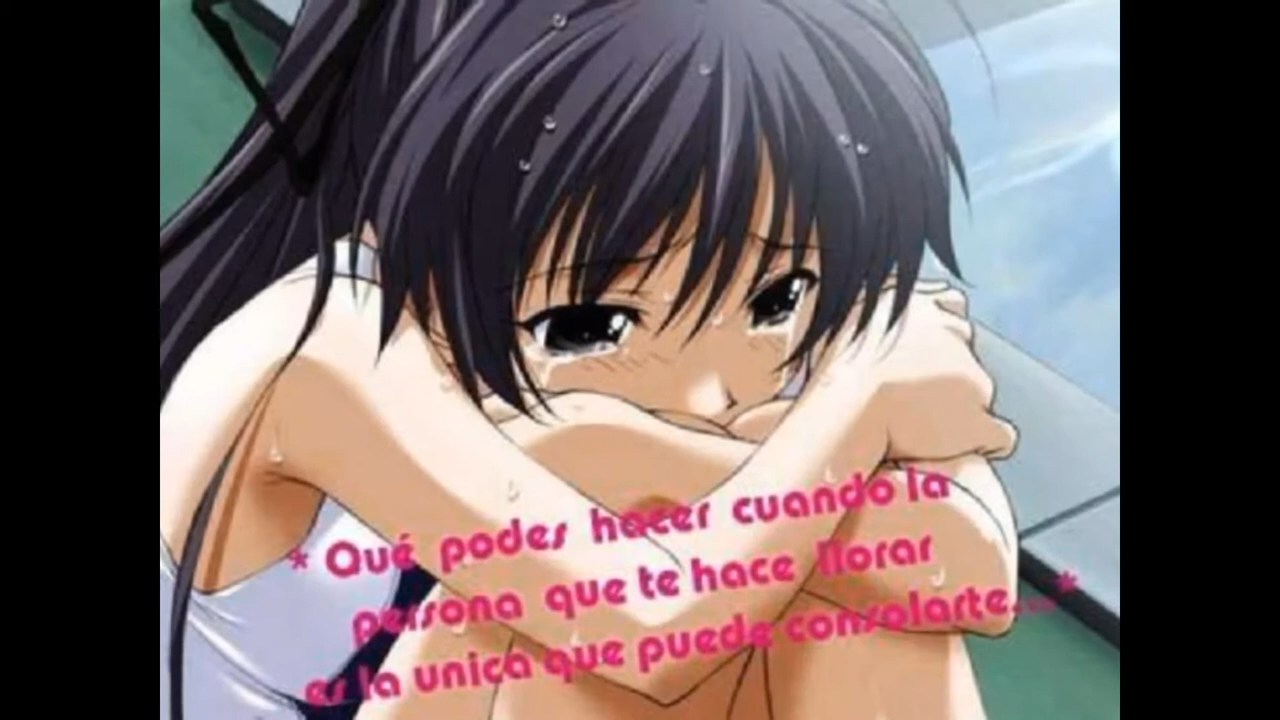 * Qué podes hacer cuando la
persona que te hace llorar
es la unica que puede consolarte...*